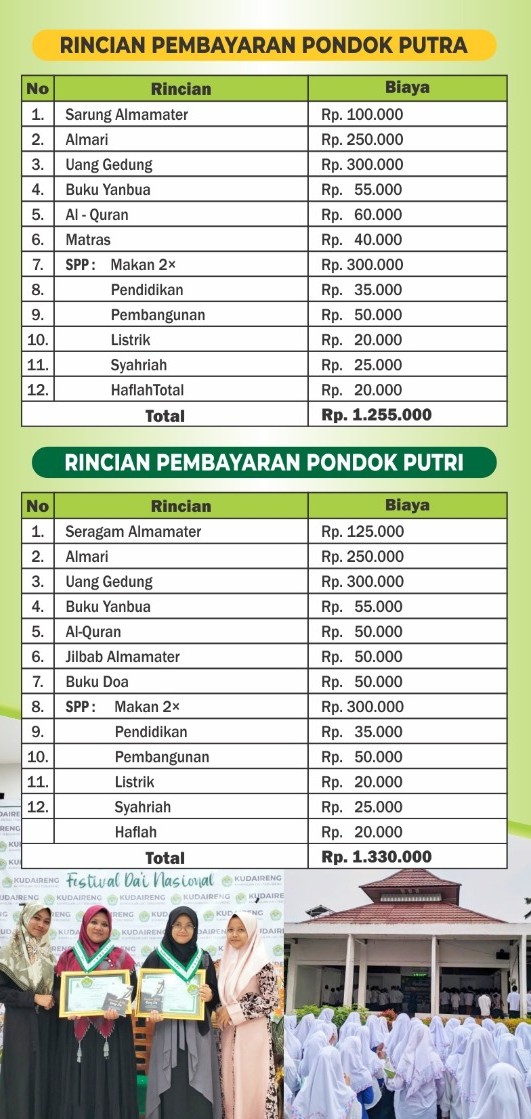 RINCIAN PEMBAYARAN PONDOK PUTRA
No Rincian Biaya
1. Sarung Almamater Rp. 100.000
2. Almari Rp. 250.000
3. Uang Gedung Rp. 300.000
4. Buku Yanbua Rp. 55.000
5. Al - Quran Rp. 60.000
6. Matras Rp. 40.000
7. SPP : Makan 2× Rp. 300.000
8. Pendidikan Rp. 35.000
9. Pembangunan Rp. 50.000
10. Listrik Rp. 20.000
11. Syahriah Rp. 25.000
12. HaflahTotal Rp. 20.000
Total Rp. 1.255.000
RINCIAN PEMBAYARAN PONDOK PUTRI
No Rincian Biaya
1. Seragam Almamater Rp. 125.000
2. Almari Rp. 250.000
3. Uang Gedung Rp. 300.000
4. Buku Yanbua Rp. 55.000
5. Al-Quran Rp. 50.000
6. Jilbab Almamater Rp. 50.000
7. Buku Doa Rp. 50.000
8. SPP : Makan 2× Rp. 300.000
9. Pendidikan Rp. 35.000
10. Pembangunan Rp. 50.000
11. Listrik Rp. 20.000
12. Syahriah Rp. 25.000
Haflah Rp. 20.000
Total Rp. 1.330.000
KUDAIRENG Festival Da'i Nasional KUDAIRENG